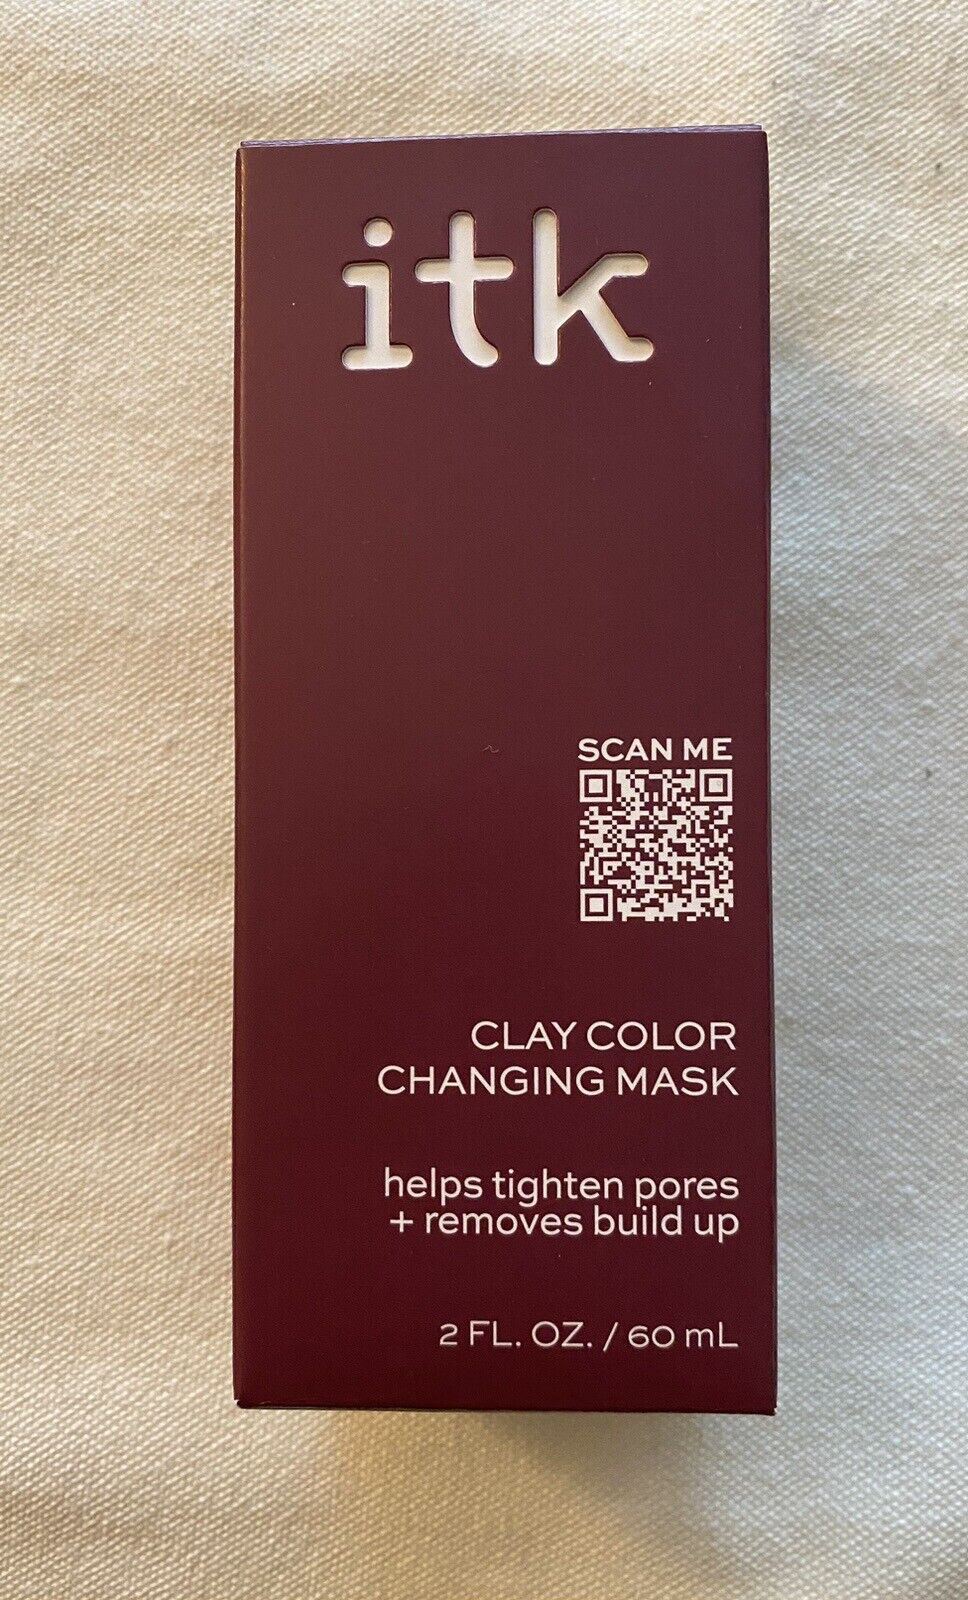 itk
SCAN ME
CLAY COLOR
CHANGING MASK
helps tighten pores
+ removes build up
2 FL. OZ. / 60 mL